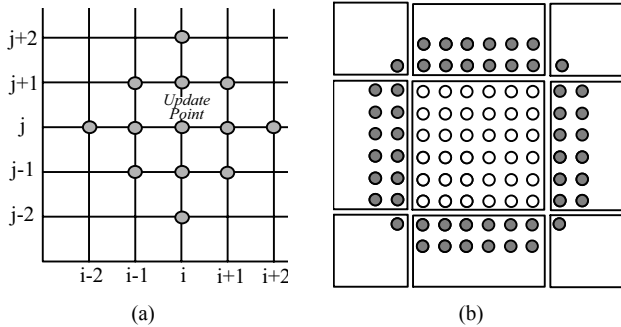 j+2
j+1
Update
Point
j
j-1
j-2
i-2 i-1 i i+1 i+2
(a) (b)